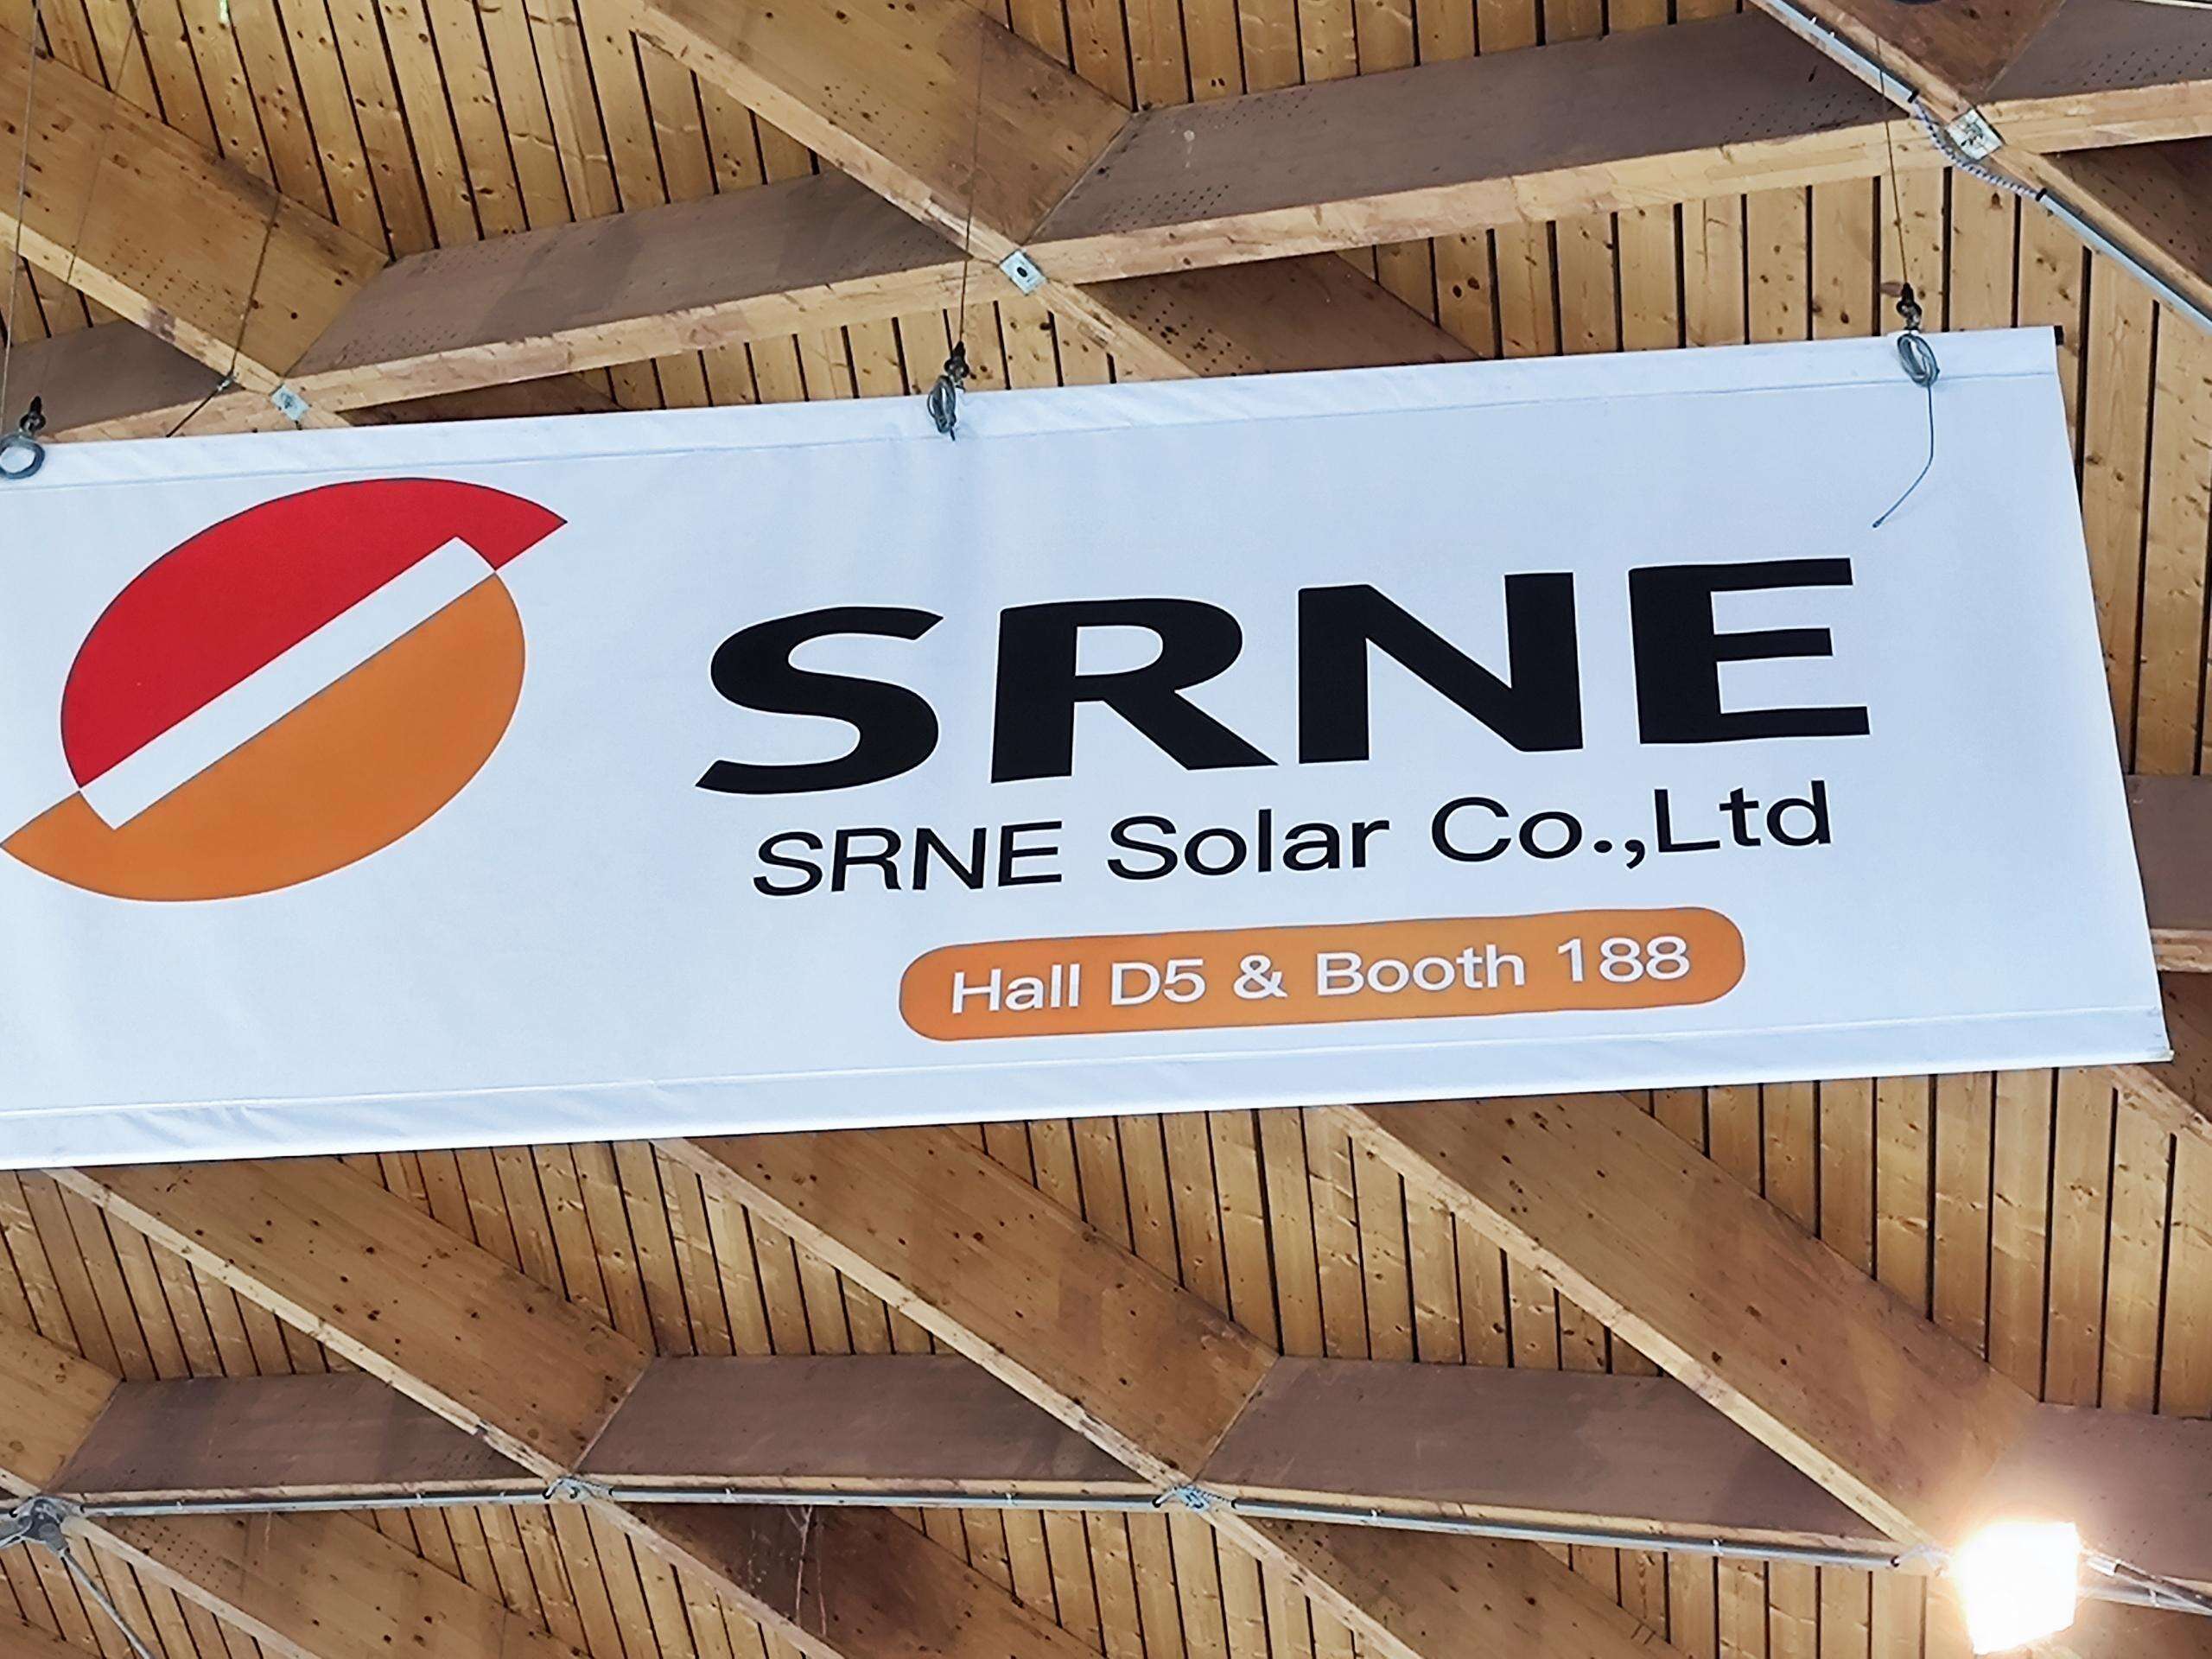 SRNE
SRNE Solar Co.,Ltd
Hall D5 & Booth 188